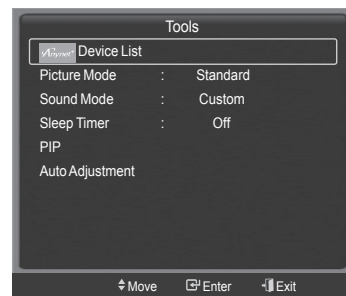 Tools
Anynet+ Device List
Picture Mode : Standard
Sound Mode : Custom
Sleep Timer : Off
PIP
Auto Adjustment
Move Enter Exit